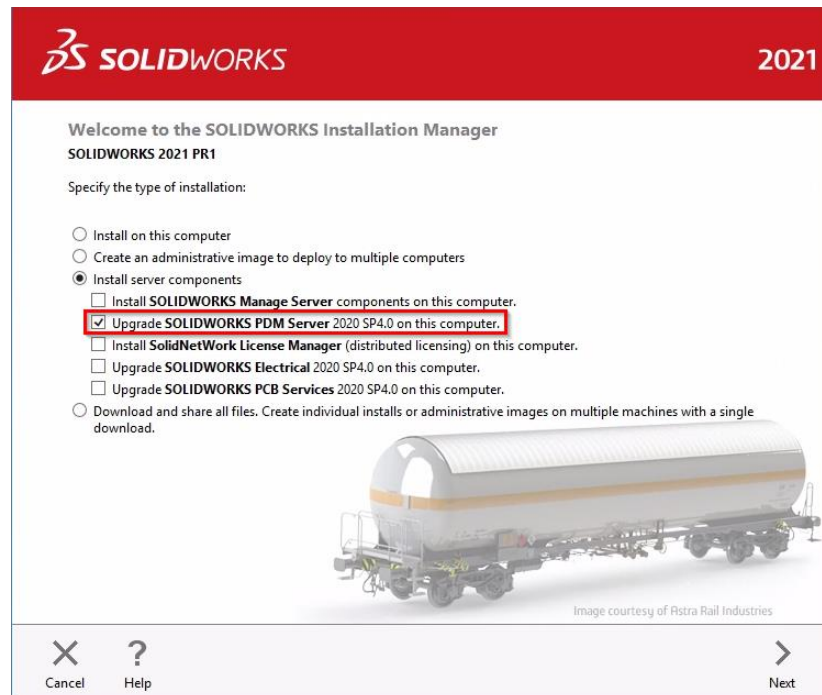 SOLIDWORKS
2021
Welcome to the SOLIDWORKS Installation Manager
SOLIDWORKS 2021 PR1
Specify the type of installation:
Install on this computer
Create an administrative image to deploy to multiple computers
Install server components
Install SOLIDWORKS Manage Server components on this computer.
Upgrade SOLIDWORKS PDM Server 2020 SP4.0 on this computer.
Install SolidNetWork License Manager (distributed licensing) on this computer.
Upgrade SOLIDWORKS Electrical 2020 SP4.0 on this computer.
Upgrade SOLIDWORKS PCB Services 2020 SP4.0 on this computer.
Download and share all files. Create individual installs or administrative images on multiple machines with a single
download.
Image courtesy of Astra Rail Industries
?
Cancel
Help
Next